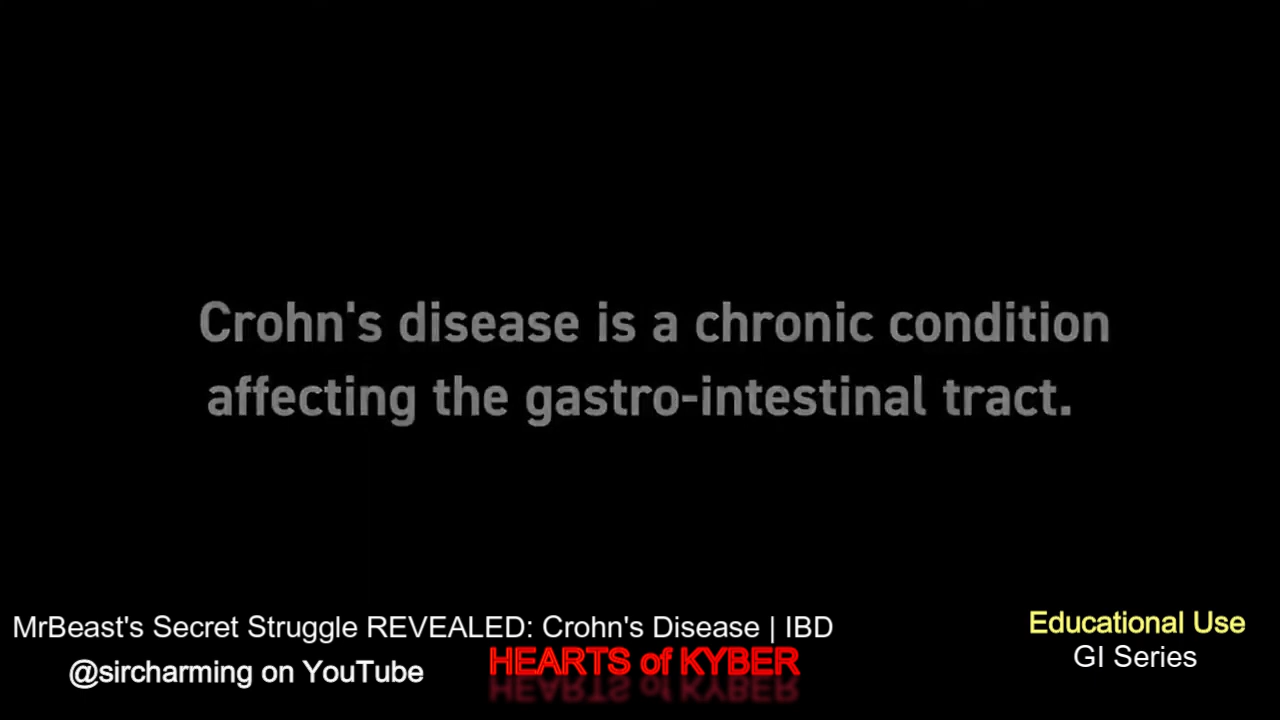 Crohn's disease is a chronic condition
affecting the gastro-intestinal tract.
MrBeast's Secret Struggle REVEALED: Crohn's Disease | IBD
@sircharming on YouTube
HEARTS of KYBER
Educational Use
GI Series